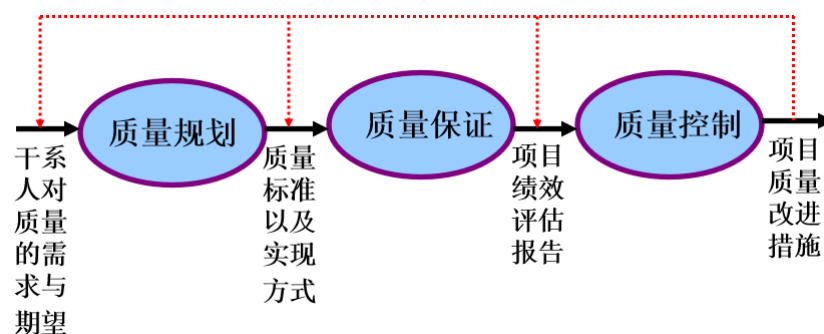 质量规划
质量保证
质量控制
干系
人对
质量
的需
求与
期望
质量
标准
以及
实现
方式
项目
绩效
评估
报告
项目
质量
改进
措施